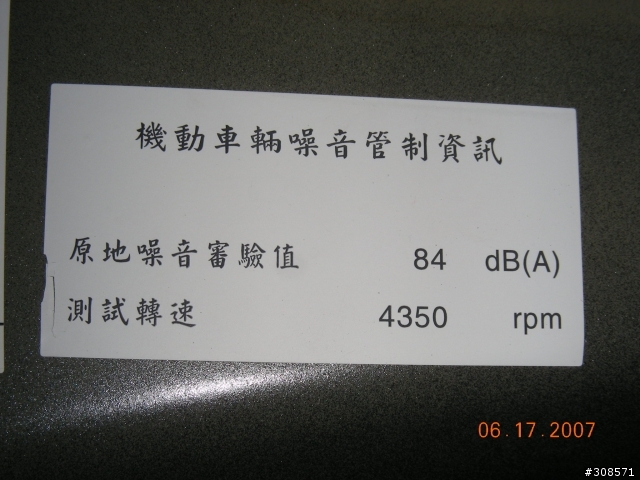 機動車輛噪音管制資訊
原地噪音審驗值 84 dB(A)
測試轉速 4350 rpm
06.17.2007
#308571